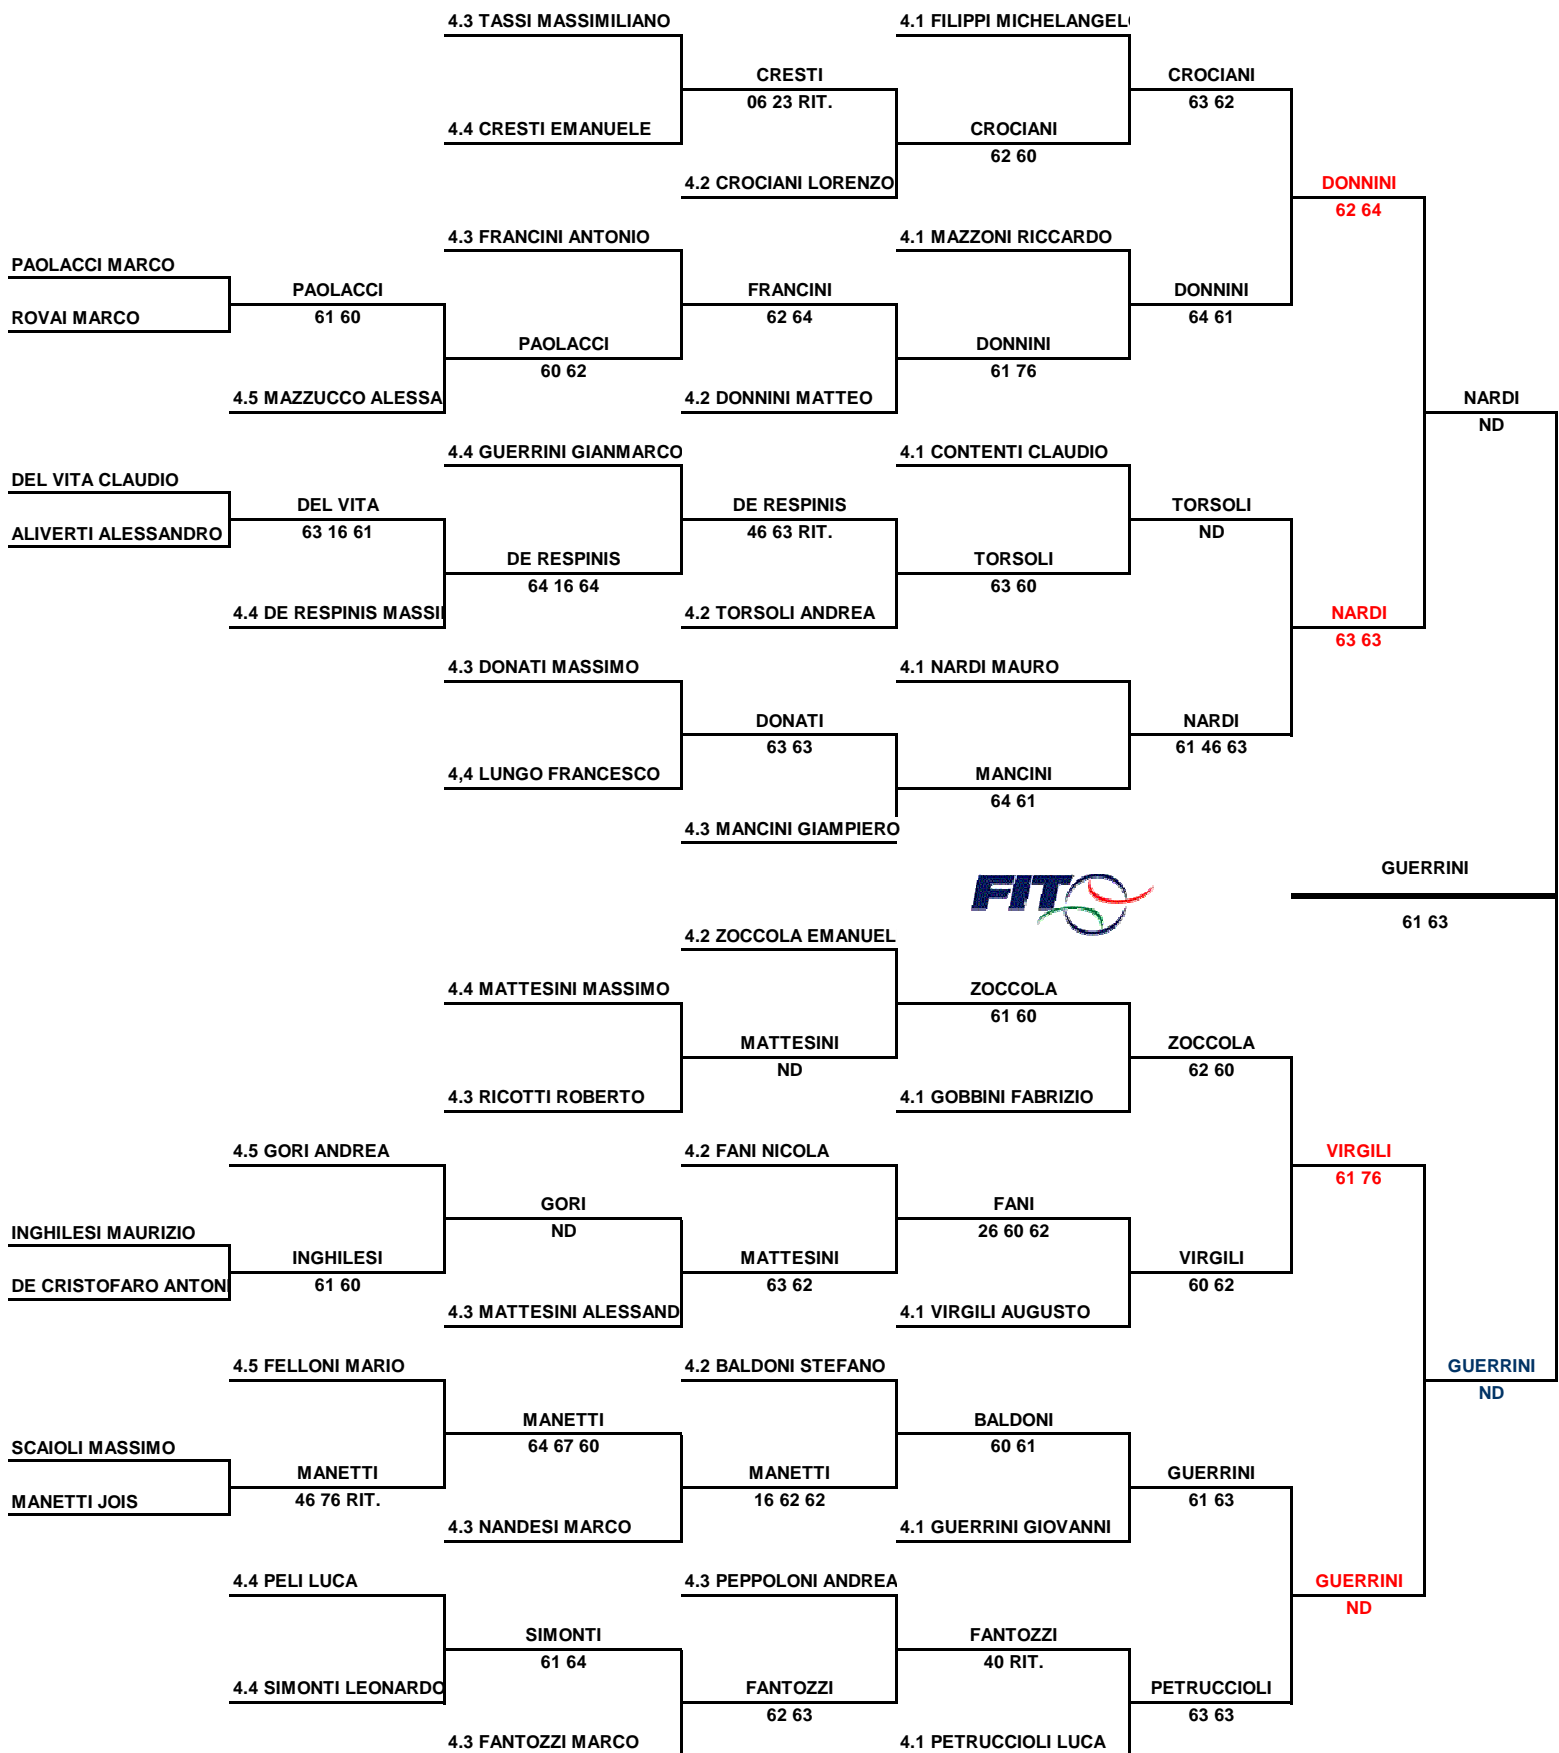 4.3 TASSI MASSIMILIANO
4.1 FILIPPI MICHELANGEL
CRESTI
CROCIANI
06 23 RIT.
63 62
4.4 CRESTI EMANUELE
CROCIANI
62 60
4.2 CROCIANI LORENZO
DONNINI
62 64
4.3 FRANCINI ANTONIO
4.1 MAZZONI RICCARDO
PAOLACCI MARCO
PAOLACCI
FRANCINI
DONNINI
ROVAI MARCO
61 60
62 64
64 61
PAOLACCI
DONNINI
60 62
61 76
4.5 MAZZUCCO ALESSA
4.2 DONNINI MATTEO
NARDI
ND
4.4 GUERRINI GIANMARCO
4.1 CONTENTI CLAUDIO
DEL VITA CLAUDIO
DEL VITA
DE RESPINIS
TORSOLI
ALIVERTI ALESSANDRO
63 16 61
46 63 RIT.
ND
DE RESPINIS
TORSOLI
64 16 64
63 60
4.4 DE RESPINIS MASSI
4.2 TORSOLI ANDREA
NARDI
63 63
4.3 DONATI MASSIMO
4.1 NARDI MAURO
DONATI
NARDI
63 63
61 46 63
4,4 LUNGO FRANCESCO
MANCINI
64 61
4.3 MANCINI GIAMPIERO
GUERRINI
FIT
61 63
4.2 ZOCCOLA EMANUEL
4.4 MATTESINI MASSIMO
ZOCCOLA
61 60
MATTESINI
ZOCCOLA
ND
62 60
4.3 RICOTTI ROBERTO
4.1 GOBBINI FABRIZIO
4.5 GORI ANDREA
4.2 FANI NICOLA
VIRGILI
61 76
GORI
FANI
ND
26 60 62
INGHILESI MAURIZIO
INGHILESI
MATTESINI
VIRGILI
DE CRISTOFARO ANTON
61 60
63 62
60 62
4.3 MATTESINI ALESSAND
4.1 VIRGILI AUGUSTO
4.5 FELLONI MARIO
4.2 BALDONI STEFANO
GUERRINI
ND
MANETTI
BALDONI
64 67 60
60 61
SCAIOLI MASSIMO
MANETTI
MANETTI
GUERRINI
MANETTI JOIS
46 76 RIT.
16 62 62
61 63
4.3 NANDESI MARCO
4.1 GUERRINI GIOVANNI
4.4 PELI LUCA
4.3 PEPPOLONI ANDREA
GUERRINI
ND
SIMONTI
FANTOZZI
61 64
40 RIT.
4.4 SIMONTI LEONARDO
FANTOZZI
PETRUCCIOLI
62 63
63 63
4.3 FANTOZZI MARCO
4.1 PETRUCCIOLI LUCA